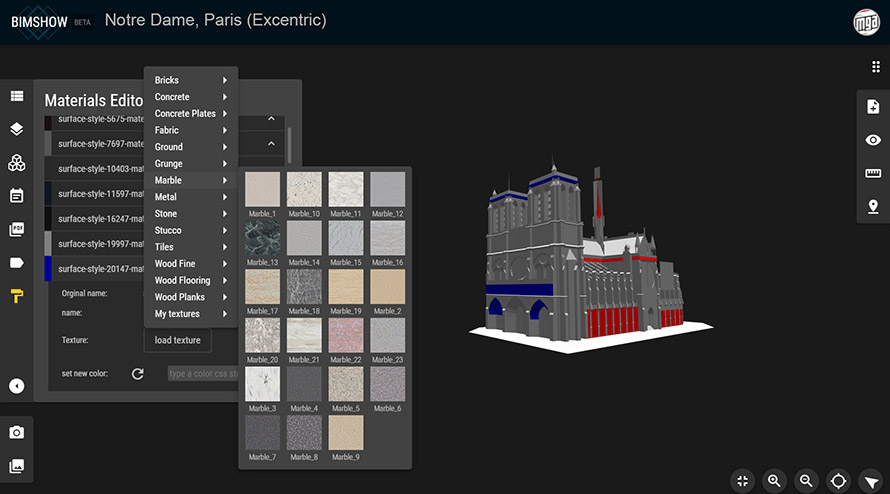 BIMSHOW BETA Notre Dame, Paris (Excentric)
mga
Materials Edito
surface-style-5675-mate
surface-style-7697-mate
surface-style-10403-mat
surface-style-11597-mat
surface-style-16247-mat
surface-style-19997-mat
surface-style-20147-mat
Orginal name:
name:
Texture:
load texture
set new color:
type a color css st
PDF
Bricks
Concrete
Concrete Plates
Fabric
Ground
Grunge
Marble
Metal
Stone
Stucco
Tiles
Wood Fine
Wood Flooring
Wood Planks
My textures
Marble_1 Marble_10 Marble_11 Marble_12
Marble_13 Marble_14 Marble_15 Marble_16
Marble_17 Marble_18 Marble_19 Marble_2
Marble_20 Marble_21 Marble_22 Marble_23
Marble_3 Marble_4 Marble_5 Marble_6
Marble_7 Marble_8 Marble_9